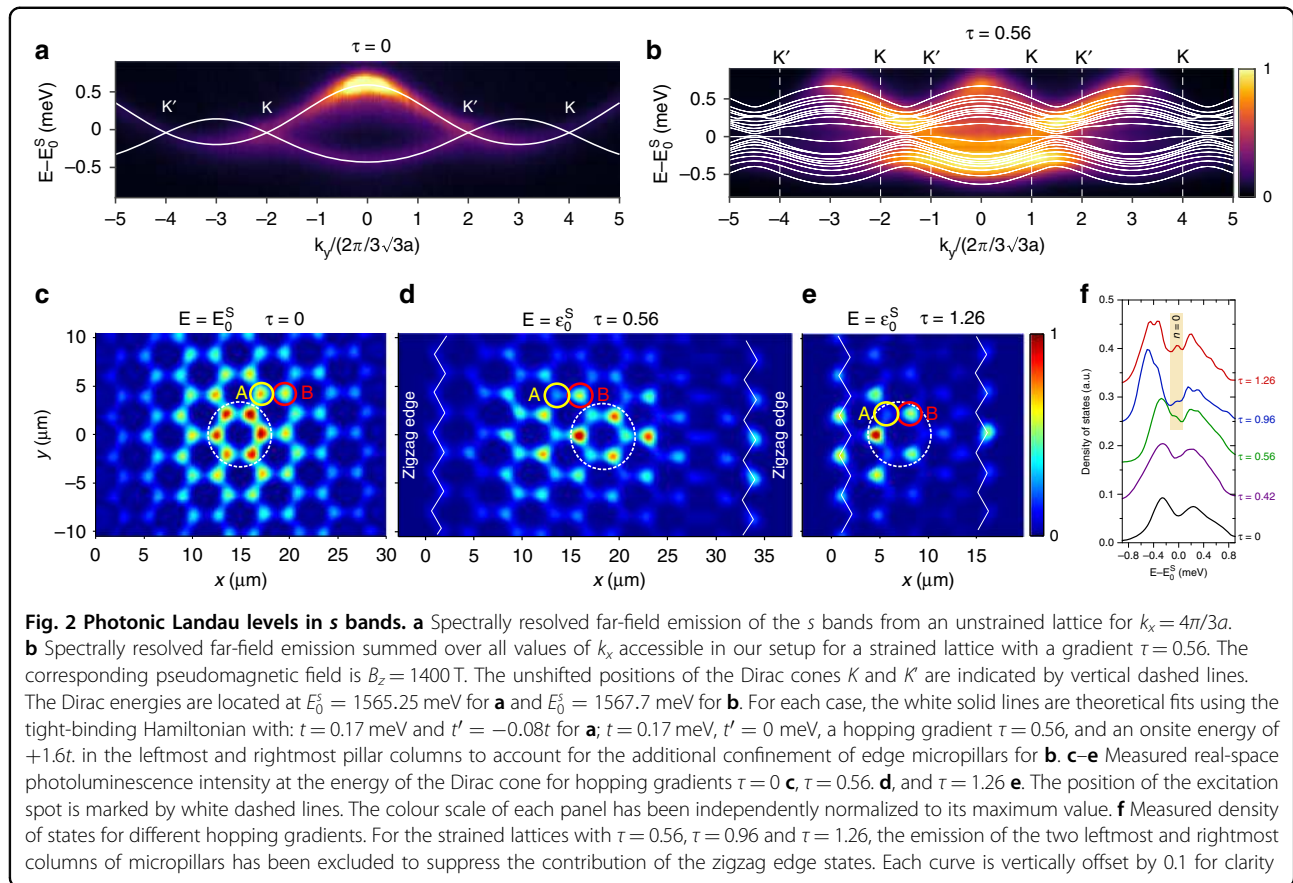 a
τ = 0
E−E₀ˢ (meV)
0.5
0
−0.5
K′
K
K′
K
−5 −4 −3 −2 −1 0 1 2 3 4 5
k_y/(2π/3√3a)
b
τ = 0.56
K′ K K′ K K′ K
E−E₀ˢ (meV)
0.5
0
−0.5
−5 −4 −3 −2 −1 0 1 2 3 4 5
k_y/(2π/3√3a)
1
0
c
E = E₀ˢ τ = 0
y (μm)
10
5
0
−5
−10
A
B
0 5 10 15 20 25 30
x (μm)
d
E = ε₀ˢ τ = 0.56
Zigzag edge
A
B
0 5 10 15 20 25 30 35
x (μm)
e
E = ε₀ˢ τ = 1.26
Zigzag edge
A
B
0 5 10 15
x (μm)
1
0
f
Density of states (a.u.)
0.5
0.4
0.3
0.2
0.1
0.0
n = 0
τ = 1.26
τ = 0.96
τ = 0.56
τ = 0.42
τ = 0
−0.8 −0.4 0.0 0.4 0.8
E−E₀ˢ (meV)
Fig. 2 Photonic Landau levels in s bands. a Spectrally resolved far-field emission of the s bands from an unstrained lattice for kₓ = 4π/3a.
b Spectrally resolved far-field emission summed over all values of kₓ accessible in our setup for a strained lattice with a gradient τ = 0.56. The
corresponding pseudomagnetic field is B_z = 1400 T. The unshifted positions of the Dirac cones K and K′ are indicated by vertical dashed lines.
The Dirac energies are located at E₀ˢ = 1565.25 meV for a and E₀ˢ = 1567.7 meV for b. For each case, the white solid lines are theoretical fits using the
tight-binding Hamiltonian with: t = 0.17 meV and t′ = −0.08t for a; t = 0.17 meV, t′ = 0 meV, a hopping gradient τ = 0.56, and an onsite energy of
+1.6t. in the leftmost and rightmost pillar columns to account for the additional confinement of edge micropillars for b. c–e Measured real-space
photoluminescence intensity at the energy of the Dirac cone for hopping gradients τ = 0 c, τ = 0.56. d, and τ = 1.26 e. The position of the excitation
spot is marked by white dashed lines. The colour scale of each panel has been independently normalized to its maximum value. f Measured density
of states for different hopping gradients. For the strained lattices with τ = 0.56, τ = 0.96 and τ = 1.26, the emission of the two leftmost and rightmost
columns of micropillars has been excluded to suppress the contribution of the zigzag edge states. Each curve is vertically offset by 0.1 for clarity